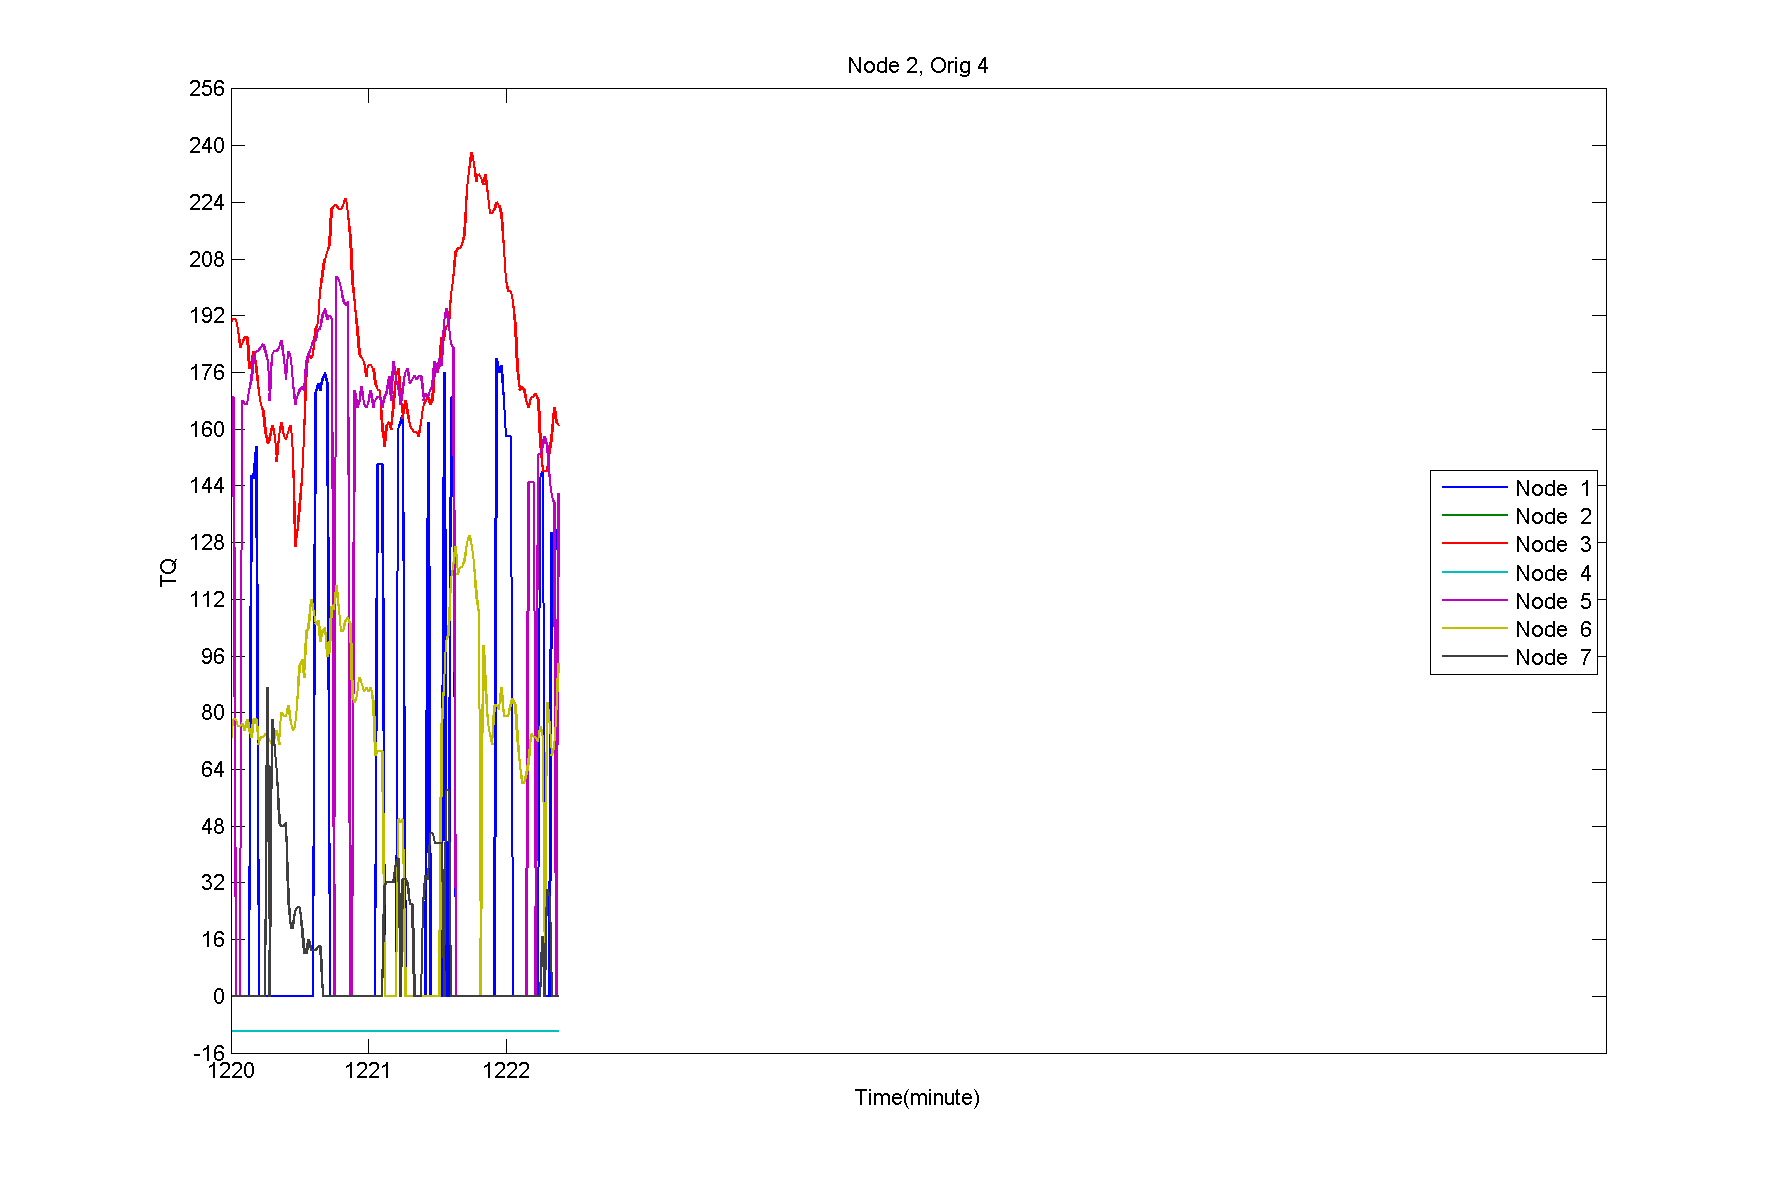 Node 2, Orig 4
256
240
224
208
192
176
160
144
128
112
96
80
64
48
32
16
0
-16
TQ
1220 1221 1222
Time(minute)
Node 1
Node 2
Node 3
Node 4
Node 5
Node 6
Node 7